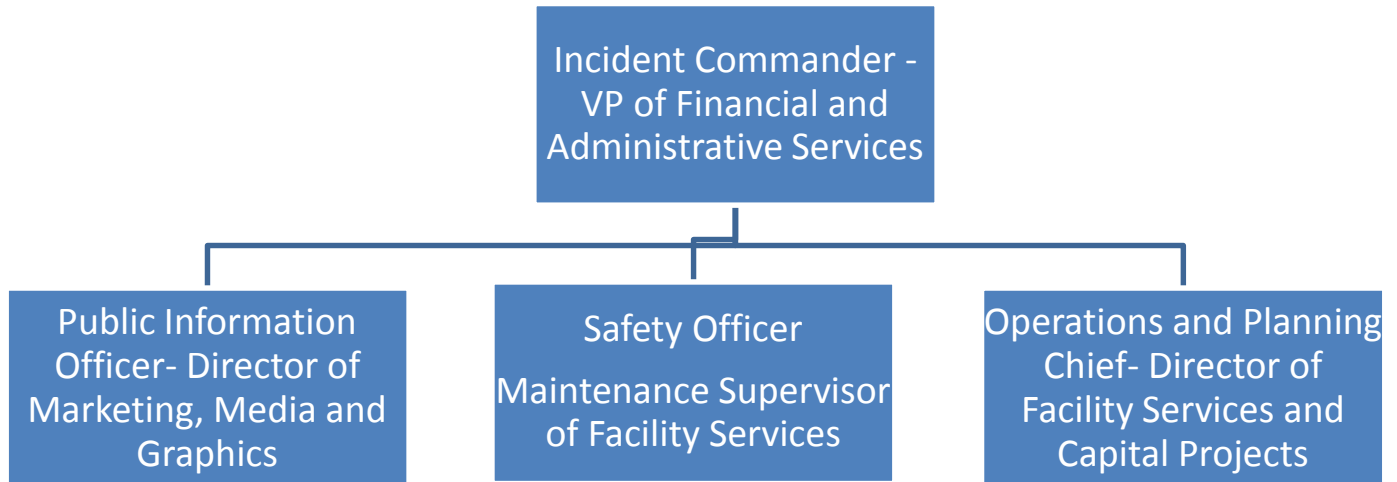 Incident Commander -
VP of Financial and
Administrative Services
Public Information
Officer- Director of
Marketing, Media and
Graphics
Safety Officer
Maintenance Supervisor
of Facility Services
Operations and Planning
Chief- Director of
Facility Services and
Capital Projects